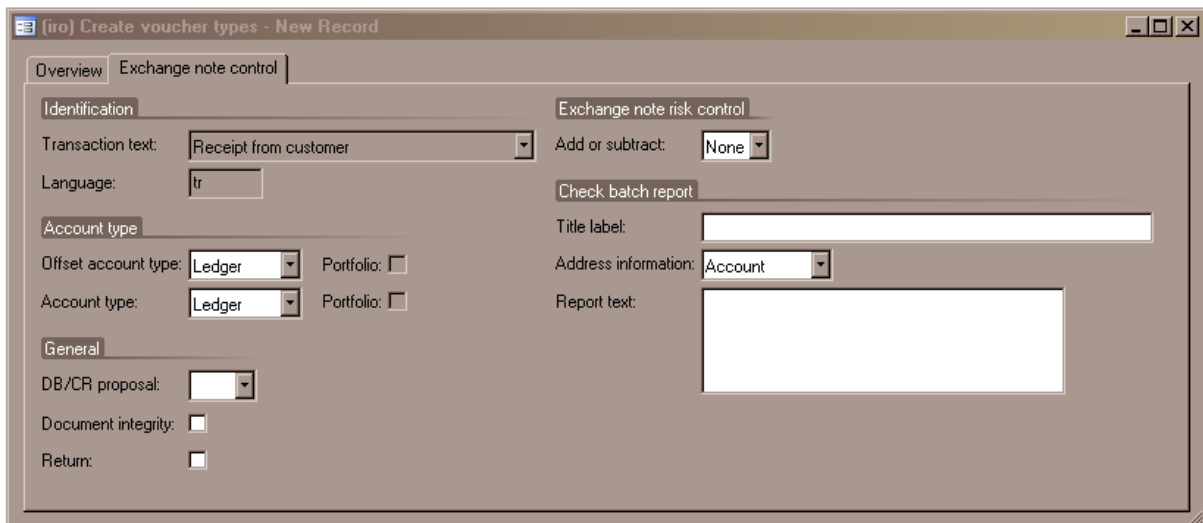 (iro) Create voucher types - New Record
Overview Exchange note control
Identification
Transaction text: Receipt from customer
Language: tr
Account type
Offset account type: Ledger Portfolio:
Account type: Ledger Portfolio:
General
DB/CR proposal:
Document integrity:
Return:
Exchange note risk control
Add or subtract: None
Check batch report
Title label:
Address information: Account
Report text: